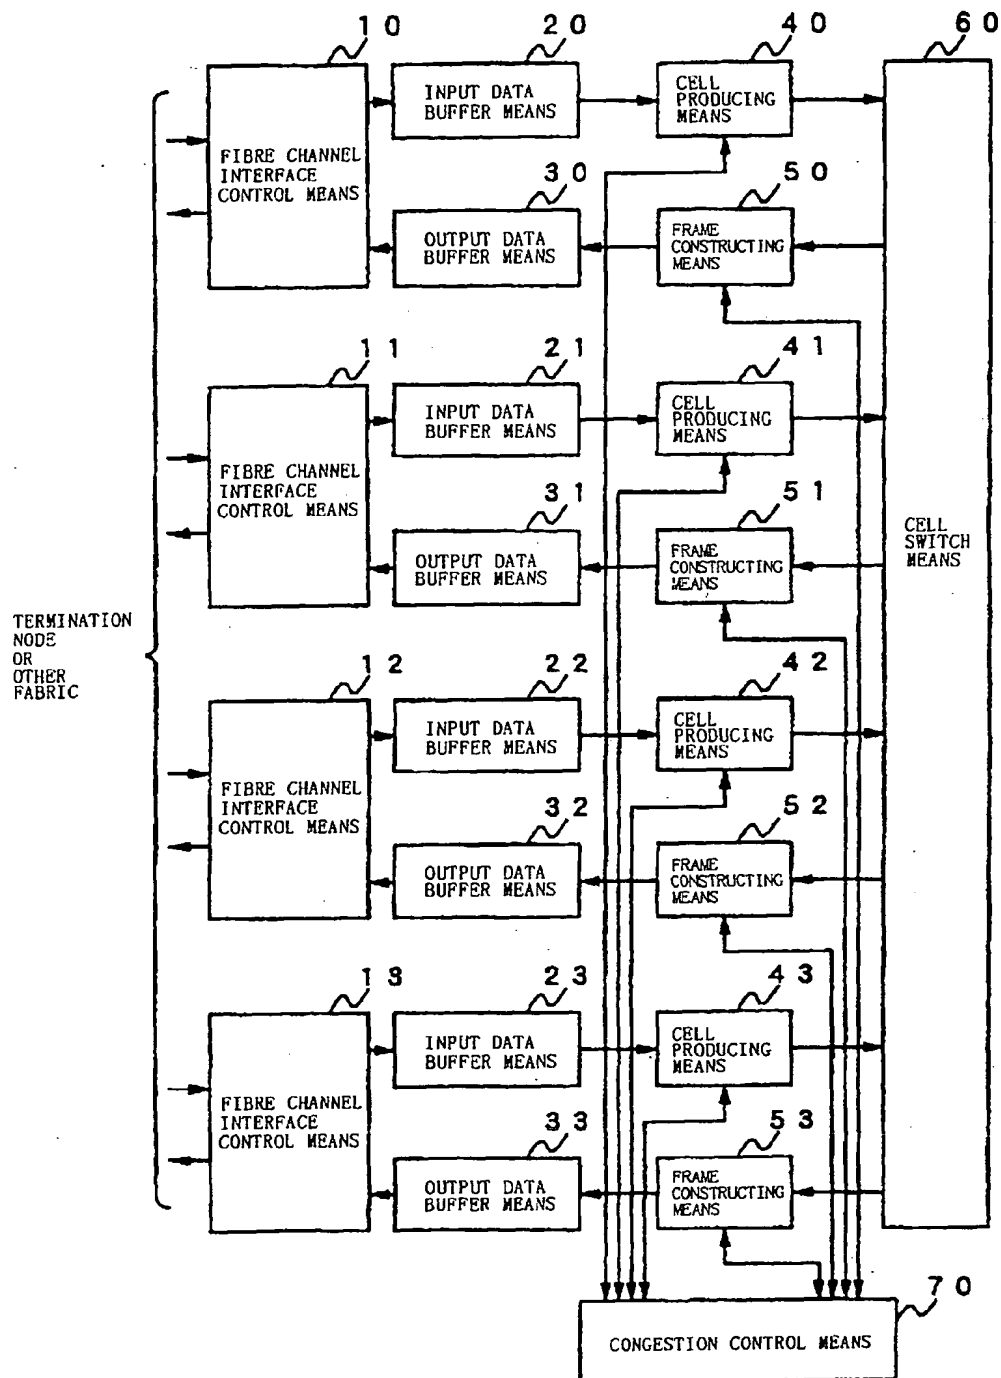 10
20
40
60
FIBRE CHANNEL
INTERFACE
CONTROL MEANS
INPUT DATA
BUFFER MEANS
CELL
PRODUCING
MEANS
30
50
OUTPUT DATA
BUFFER MEANS
FRAME
CONSTRUCTING
MEANS
11
21
41
FIBRE CHANNEL
INTERFACE
CONTROL MEANS
INPUT DATA
BUFFER MEANS
CELL
PRODUCING
MEANS
31
51
OUTPUT DATA
BUFFER MEANS
FRAME
CONSTRUCTING
MEANS
CELL
SWITCH
MEANS
TERMINATION
NODE
OR
OTHER
FABRIC
12
22
42
FIBRE CHANNEL
INTERFACE
CONTROL MEANS
INPUT DATA
BUFFER MEANS
CELL
PRODUCING
MEANS
32
52
OUTPUT DATA
BUFFER MEANS
FRAME
CONSTRUCTING
MEANS
13
23
43
FIBRE CHANNEL
INTERFACE
CONTROL MEANS
INPUT DATA
BUFFER MEANS
CELL
PRODUCING
MEANS
33
53
OUTPUT DATA
BUFFER MEANS
FRAME
CONSTRUCTING
MEANS
70
CONGESTION CONTROL MEANS